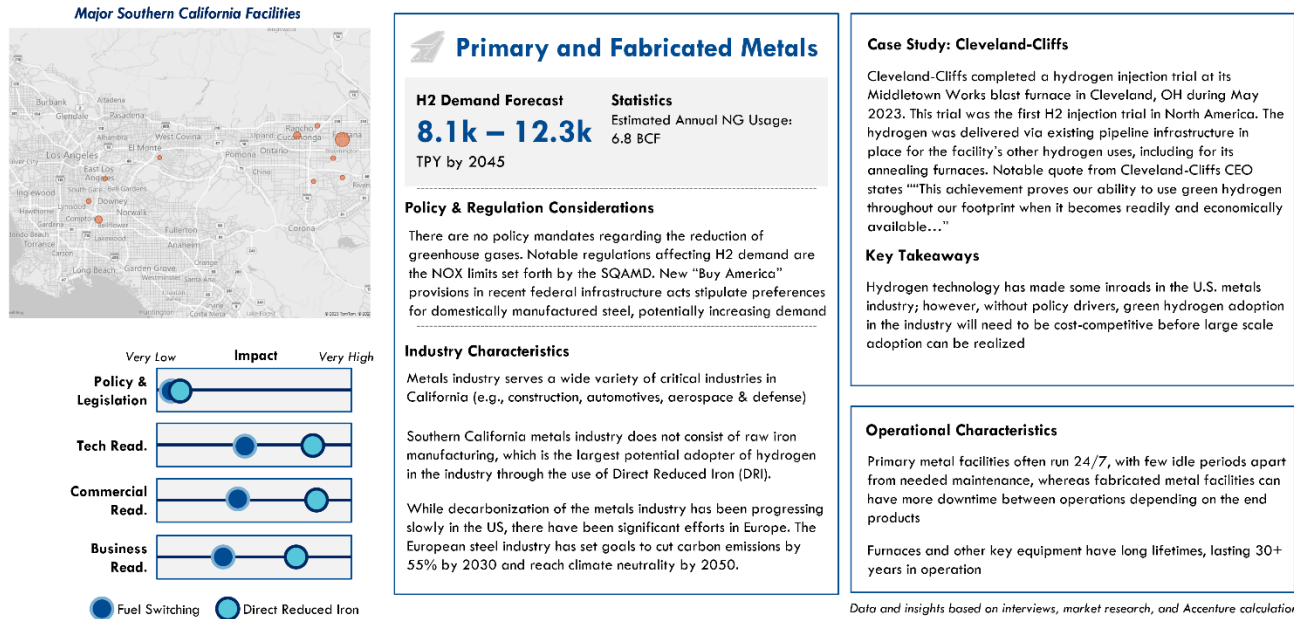 Major Southern California Facilities
Burbank
Altadena
Glendale
Pasadena
Alhambra
West Covina
El Monte
Los Angeles
East Los
Angeles
South Gate
Bell Gardens
Inglewood
Lynwood
Downey
Hawthorne
Norwalk
Compton
Gardena
Bellflower
Lakewood
Torrance
Carson
Long Beach
Garden Grove
Fullerton
Anaheim
Orange
Santa Ana
Costa Mesa
Irvine
Huntington
Westminster
Pomona
Chino
Upland
Ontario
Rancho
Cucamonga
Fontana
Bloomington
Corona
Very Low
Impact
Very High
Policy &
Legislation
Tech Read.
Commercial
Read.
Business
Read.
Fuel Switching
Direct Reduced Iron
Primary and Fabricated Metals
H2 Demand Forecast
8.1k – 12.3k
TPY by 2045
Statistics
Estimated Annual NG Usage:
6.8 BCF
Policy & Regulation Considerations
There are no policy mandates regarding the reduction of
greenhouse gases. Notable regulations affecting H2 demand are
the NOX limits set forth by the SQAMD. New “Buy America”
provisions in recent federal infrastructure acts stipulate preferences
for domestically manufactured steel, potentially increasing demand
Industry Characteristics
Metals industry serves a wide variety of critical industries in
California (e.g., construction, automotives, aerospace & defense)
Southern California metals industry does not consist of raw iron
manufacturing, which is the largest potential adopter of hydrogen
in the industry through the use of Direct Reduced Iron (DRI).
While decarbonization of the metals industry has been progressing
slowly in the US, there have been significant efforts in Europe. The
European steel industry has set goals to cut carbon emissions by
55% by 2030 and reach climate neutrality by 2050.
Case Study: Cleveland-Cliffs
Cleveland-Cliffs completed a hydrogen injection trial at its
Middletown Works blast furnace in Cleveland, OH during May
2023. This trial was the first H2 injection trial in North America. The
hydrogen was delivered via existing pipeline infrastructure in
place for the facility’s other hydrogen uses, including for its
annealing furnaces. Notable quote from Cleveland-Cliffs CEO
states ““This achievement proves our ability to use green hydrogen
throughout our footprint when it becomes readily and economically
available…”
Key Takeaways
Hydrogen technology has made some inroads in the U.S. metals
industry; however, without policy drivers, green hydrogen adoption
in the industry will need to be cost-competitive before large scale
adoption can be realized
Operational Characteristics
Primary metal facilities often run 24/7, with few idle periods apart
from needed maintenance, whereas fabricated metal facilities can
have more downtime between operations depending on the end
products
Furnaces and other key equipment have long lifetimes, lasting 30+
years in operation
Data and insights based on interviews, market research, and Accenture calculation